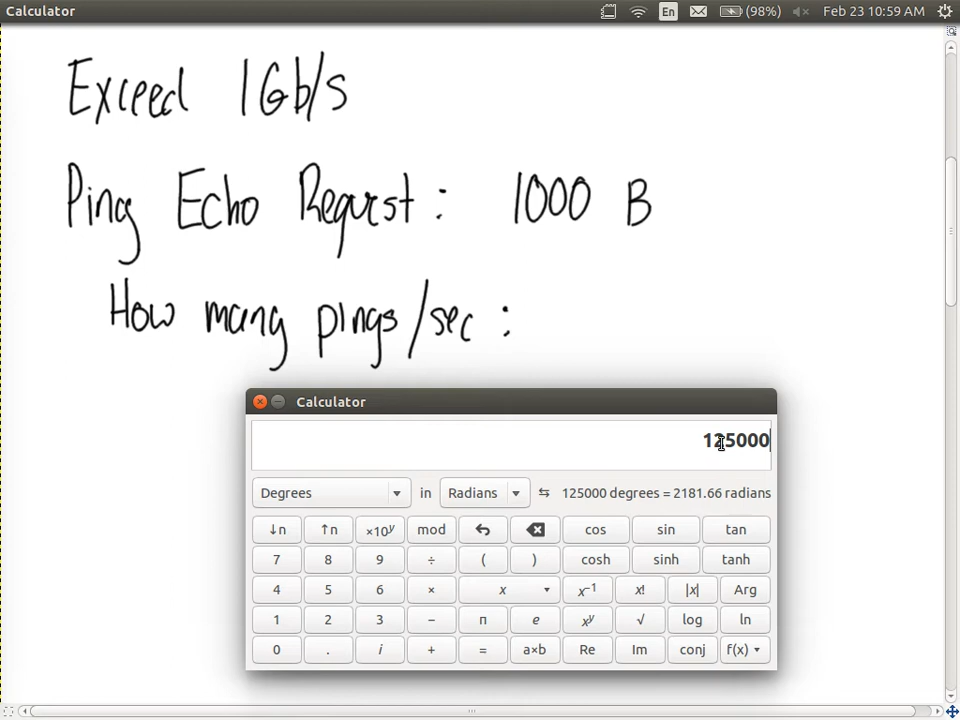 Calculator
En (98%) Feb 23 10:59 AM
Exceed 1Gb/s
Ping Echo Request: 1000 B
How many pings/sec:
Calculator
125000
Degrees in Radians ⇆ 125000 degrees = 2181.66 radians
↓n ↑n ×10^y mod cos sin tan
7 8 9 ÷ ( ) cosh sinh tanh
4 5 6 × x x⁻¹ x! |x| Arg
1 2 3 − π e x^y √ log ln
0 . i + = a×b Re Im conj f(x)